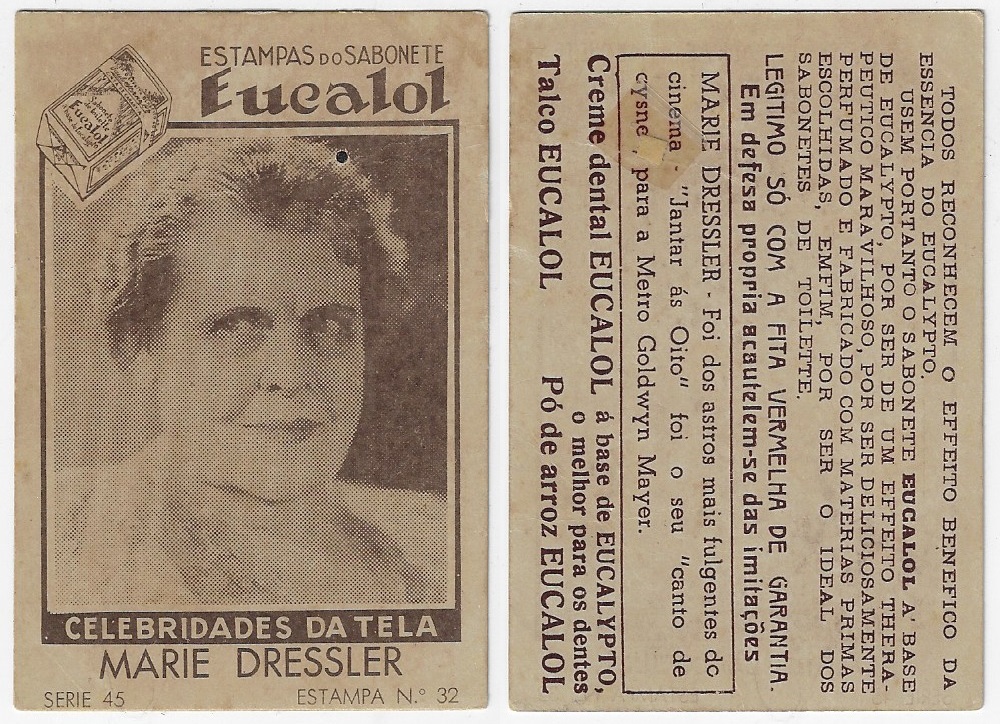 ESTAMPAS DO SABONETE
Eucalol
Eucalol
CELEBRIDADES DA TELA
MARIE DRESSLER
SERIE 45 ESTAMPA N.º 32
TODOS RECONHECEM O EFFEITO BENEFICO DA
ESSENCIA DO EUCALYPTO.
USEM PORTANTO O SABONETE EUCALOL A' BASE
DE EUCALYPTO, POR SER DE UM EFFEITO THERA-
PEUTICO MARAVILHOSO, POR SER DELICIOSAMENTE
PERFUMADO E FABRICADO COM MATERIAS PRIMAS
ESCOLHIDAS, EMFIM, POR SER O IDEAL DOS
SABONETES DE TOILETTE.
LEGITIMO SÓ COM A FITA VERMELHA DE GARANTIA.
Em defesa propria acautelem-se das imitações
MARIE DRESSLER - Foi dos astros mais fulgentes do
cinema - "Jantar ás Oito" foi o seu "canto de
cysne, para a Metro Goldwyn Mayer.
Creme dental EUCALOL á base de EUCALYPTO,
o melhor para os dentes
Talco EUCALOL Pó de arroz EUCALOL